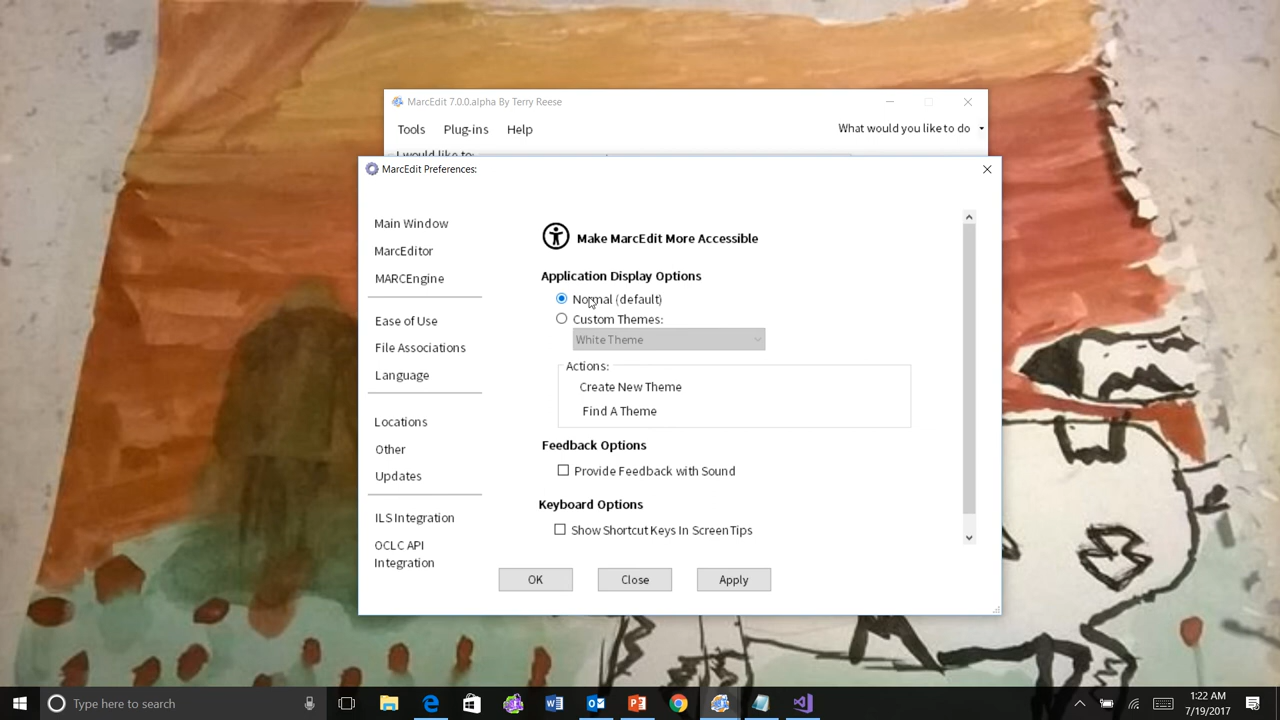 MarcEdit 7.0.0.alpha By Terry Reese
Tools Plug-ins Help What would you like to do
I would like to:
MarcEdit Preferences:
Main Window
MarcEditor
MARCEngine
Ease of Use
File Associations
Language
Locations
Other
Updates
ILS Integration
OCLC API
Integration
Make MarcEdit More Accessible
Application Display Options
Normal (default)
Custom Themes:
White Theme
Actions:
Create New Theme
Find A Theme
Feedback Options
Provide Feedback with Sound
Keyboard Options
Show Shortcut Keys In ScreenTips
OK Close Apply
Type here to search
1:22 AM
7/19/2017